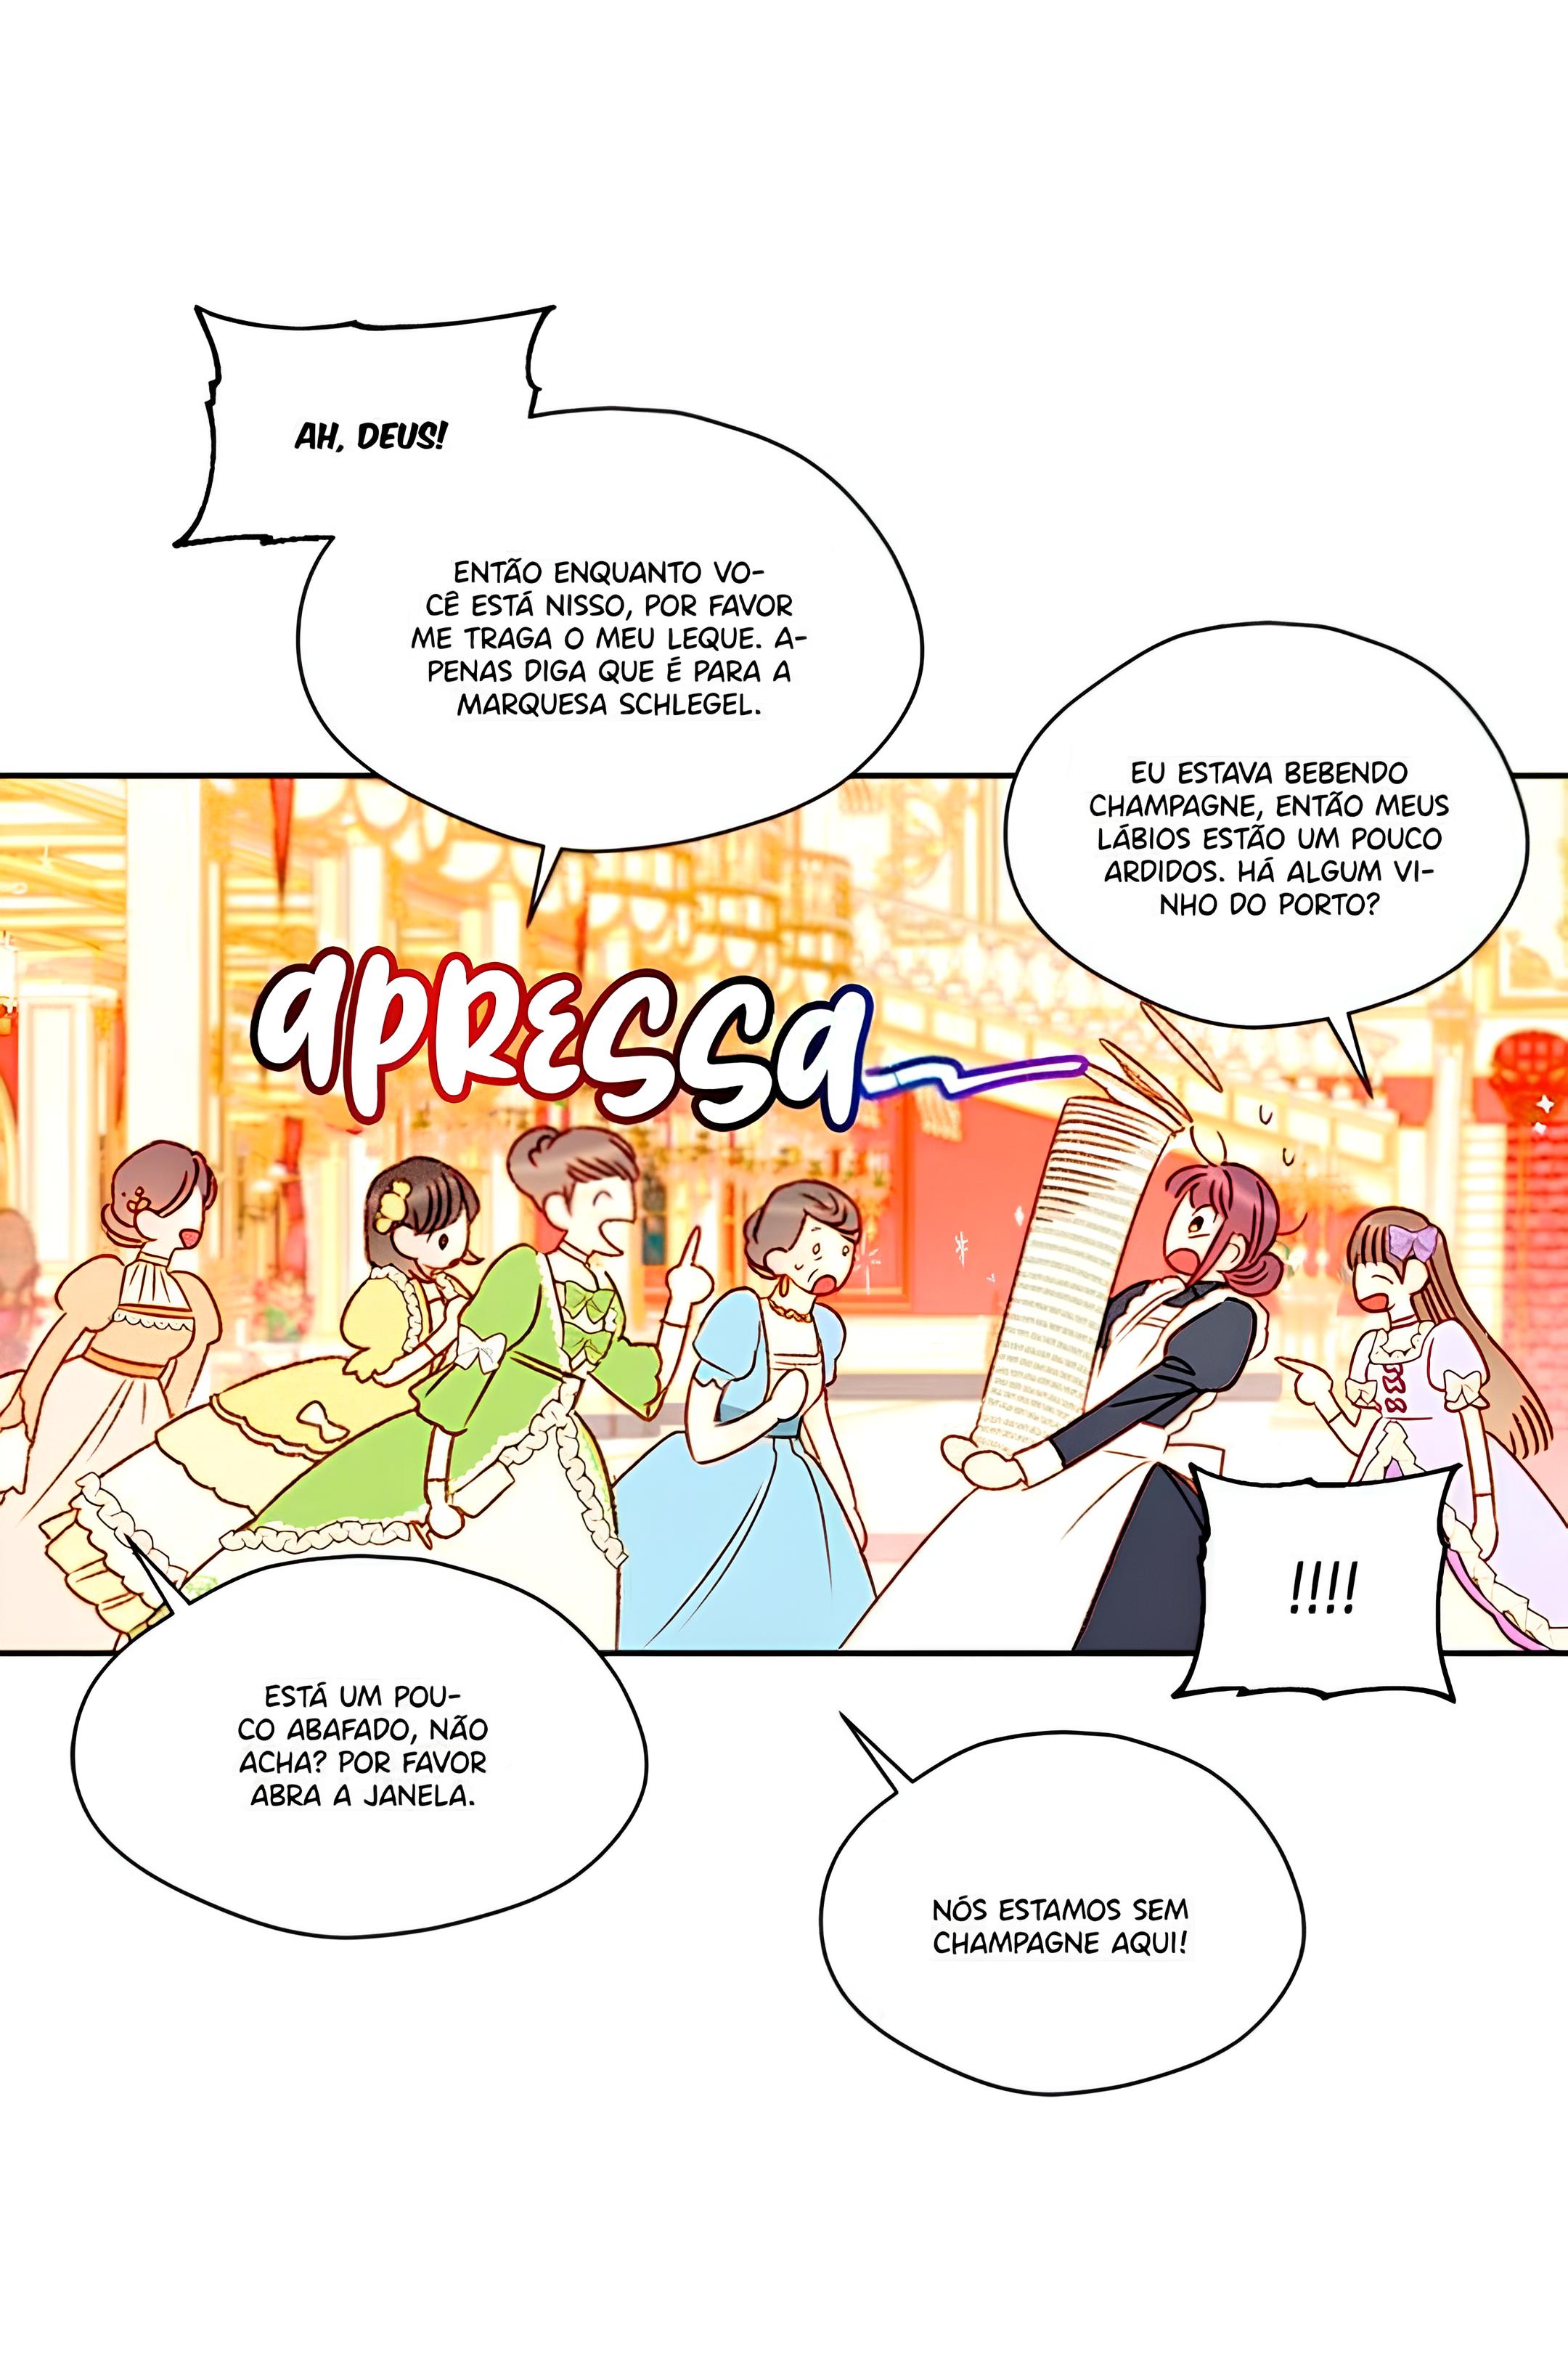 AH, DEUS!
ENTÃO ENQUANTO VO-
CÊ ESTÁ NISSO, POR FAVOR
ME TRAGA O MEU LEQUE. A-
PENAS DIGA QUE É PARA A
MARQUESA SCHLEGEL.
EU ESTAVA BEBENDO
CHAMPAGNE, ENTÃO MEUS
LÁBIOS ESTÃO UM POUCO
ARDIDOS. HÁ ALGUM VI-
NHO DO PORTO?
APRESSA
!!!!
ESTÁ UM POU-
CO ABAFADO, NÃO
ACHA? POR FAVOR
ABRA A JANELA.
NÓS ESTAMOS SEM
CHAMPAGNE AQUI!